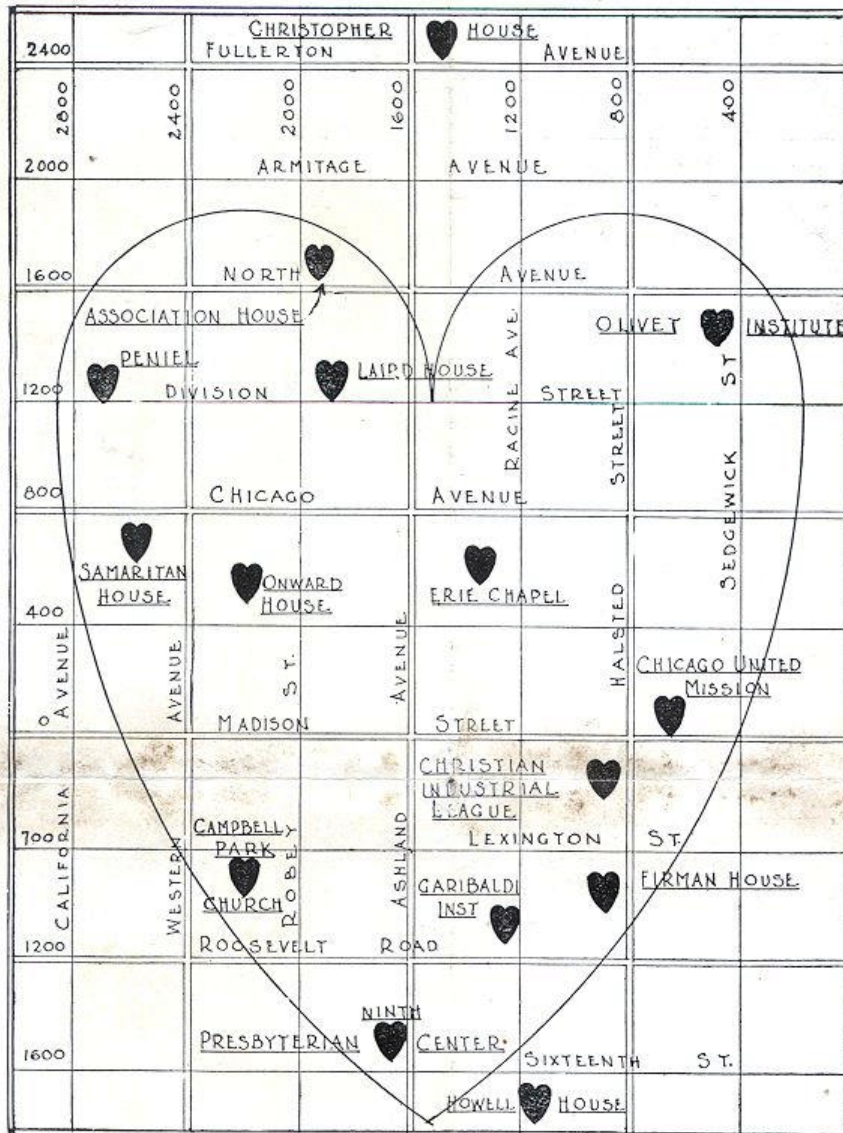 CHRISTOPHER HOUSE
2400 FULLERTON AVENUE
2800
2400
2000
1600
1200
800
400
2000 ARMITAGE AVENUE
1600 NORTH AVENUE
ASSOCIATION HOUSE
OLIVET INSTITUTE
PENIEL
LAIRD HOUSE
1200 DIVISION STREET
RACINE AVE.
800 CHICAGO AVENUE
SAMARITAN
HOUSE
ONWARD
HOUSE
ERIE CHAPEL
400
CHICAGO UNITED
MISSION
0 MADISON STREET
CHRISTIAN
INDUSTRIAL
LEAGUE
CAMPBELL
PARK
CHURCH
700 LEXINGTON ST.
GARIBALDI
INST
FIRMAN HOUSE
1200 ROOSEVELT ROAD
NINTH
PRESBYTERIAN CENTER
1600 SIXTEENTH ST.
HOWELL HOUSE
CALIFORNIA AVENUE
WESTERN AVENUE
ROBEY ST.
ASHLAND AVENUE
HALSTED STREET
SEDGEWICK ST